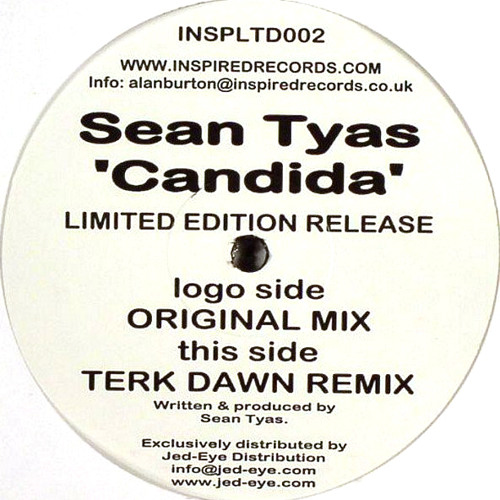 INSPLTD002
WWW.INSPIREDRECORDS.COM
Info: alanburton@inspiredrecords.co.uk
Sean Tyas
'Candida'
LIMITED EDITION RELEASE
logo side
ORIGINAL MIX
this side
TERK DAWN REMIX
Written & produced by
Sean Tyas.
Exclusively distributed by
Jed-Eye Distribution
info@jed-eye.com
www.jed-eye.com